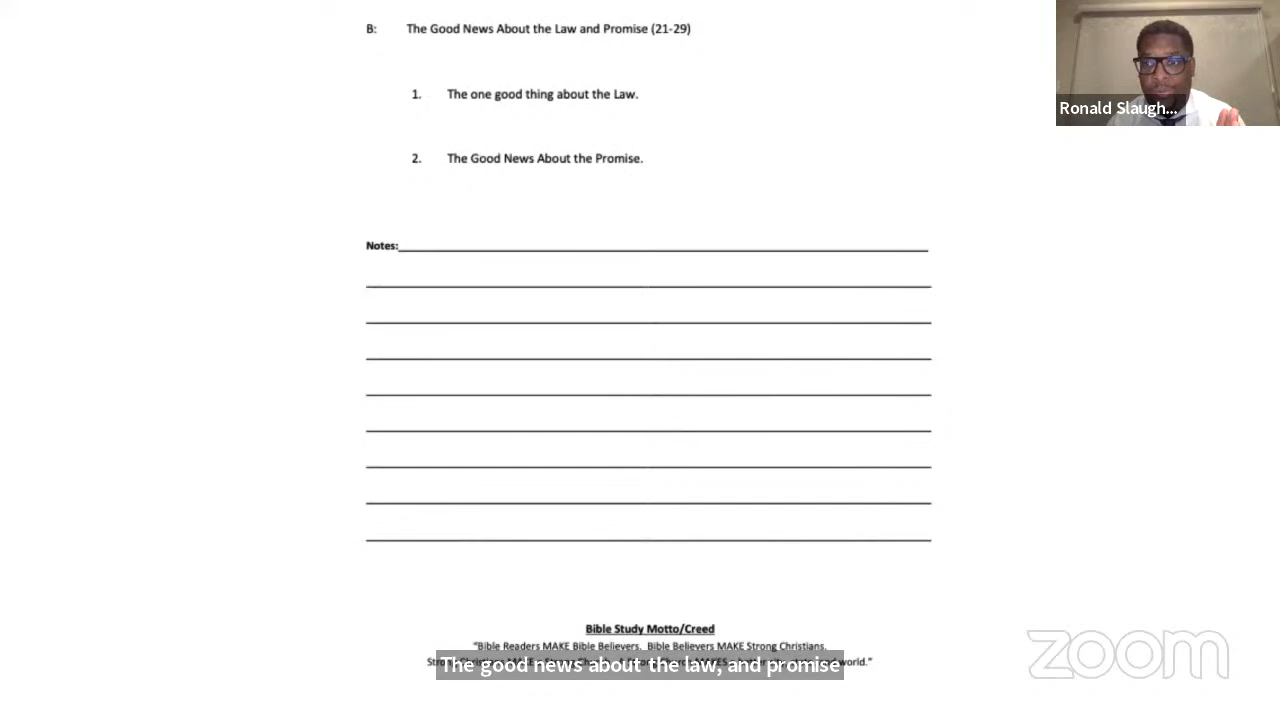 B: The Good News About the Law and Promise (21-29)
Ronald Slaugh...
1. The one good thing about the Law.
2. The Good News About the Promise.
Notes:
Bible Study Motto/Creed
"Bible Readers MAKE Bible Believers. Bible Believers MAKE Strong Christians.
world."
The good news about the law, and promise
zoom